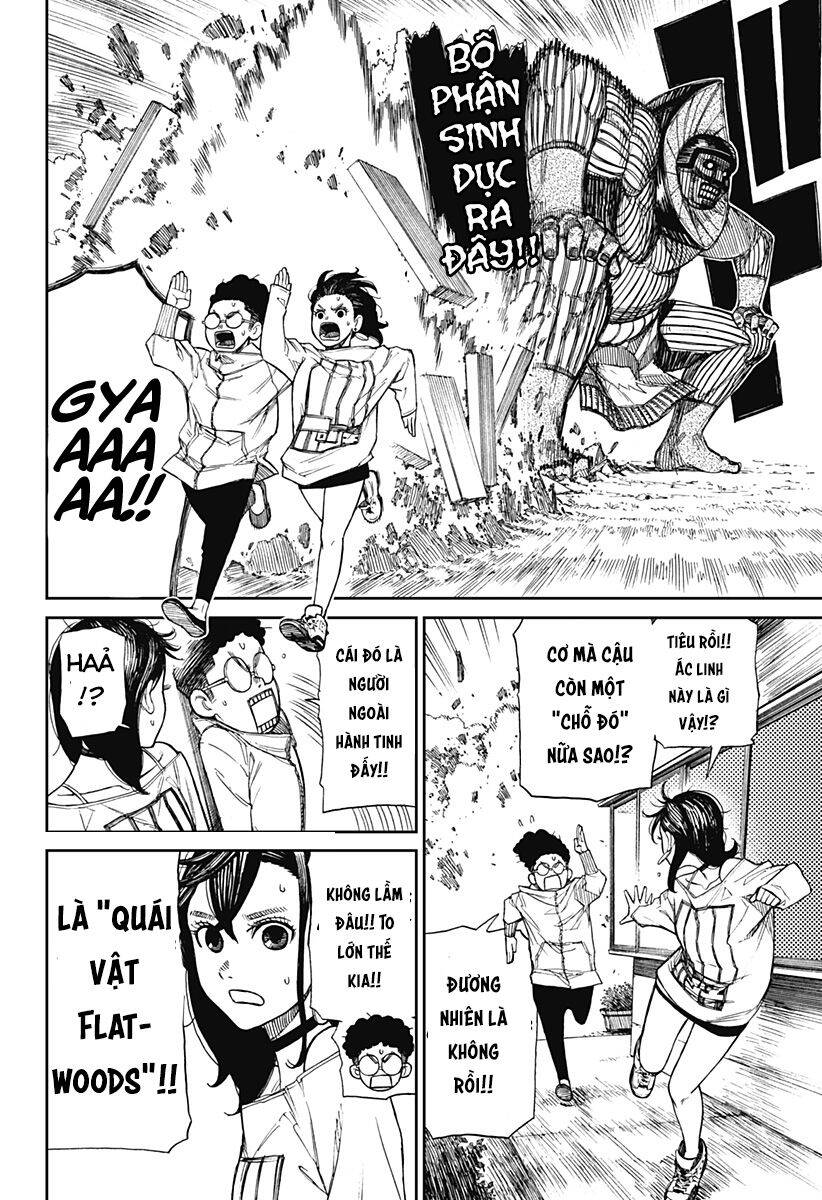 BỘ
PHẬN
SINH
DỤC
RA
ĐÂY!!
GYA
AAA
AA!!
TIÊU RỒI!!
ÁC LINH
NÀY LÀ GÌ
VẬY!?
CƠ MÀ CẬU
CÒN MỘT
"CHỖ ĐÓ"
NỮA SAO!?
ĐƯƠNG
NHIÊN LÀ
KHÔNG
RỒI!!
CÁI ĐÓ LÀ
NGƯỜI
NGOÀI
HÀNH TINH
ĐẤY!!
HAẢ
!?
KHÔNG LẦM
ĐÂU!! TO
LỚN THẾ
KIA!!
LÀ "QUÁI
VẬT
FLAT-
WOODS"!!